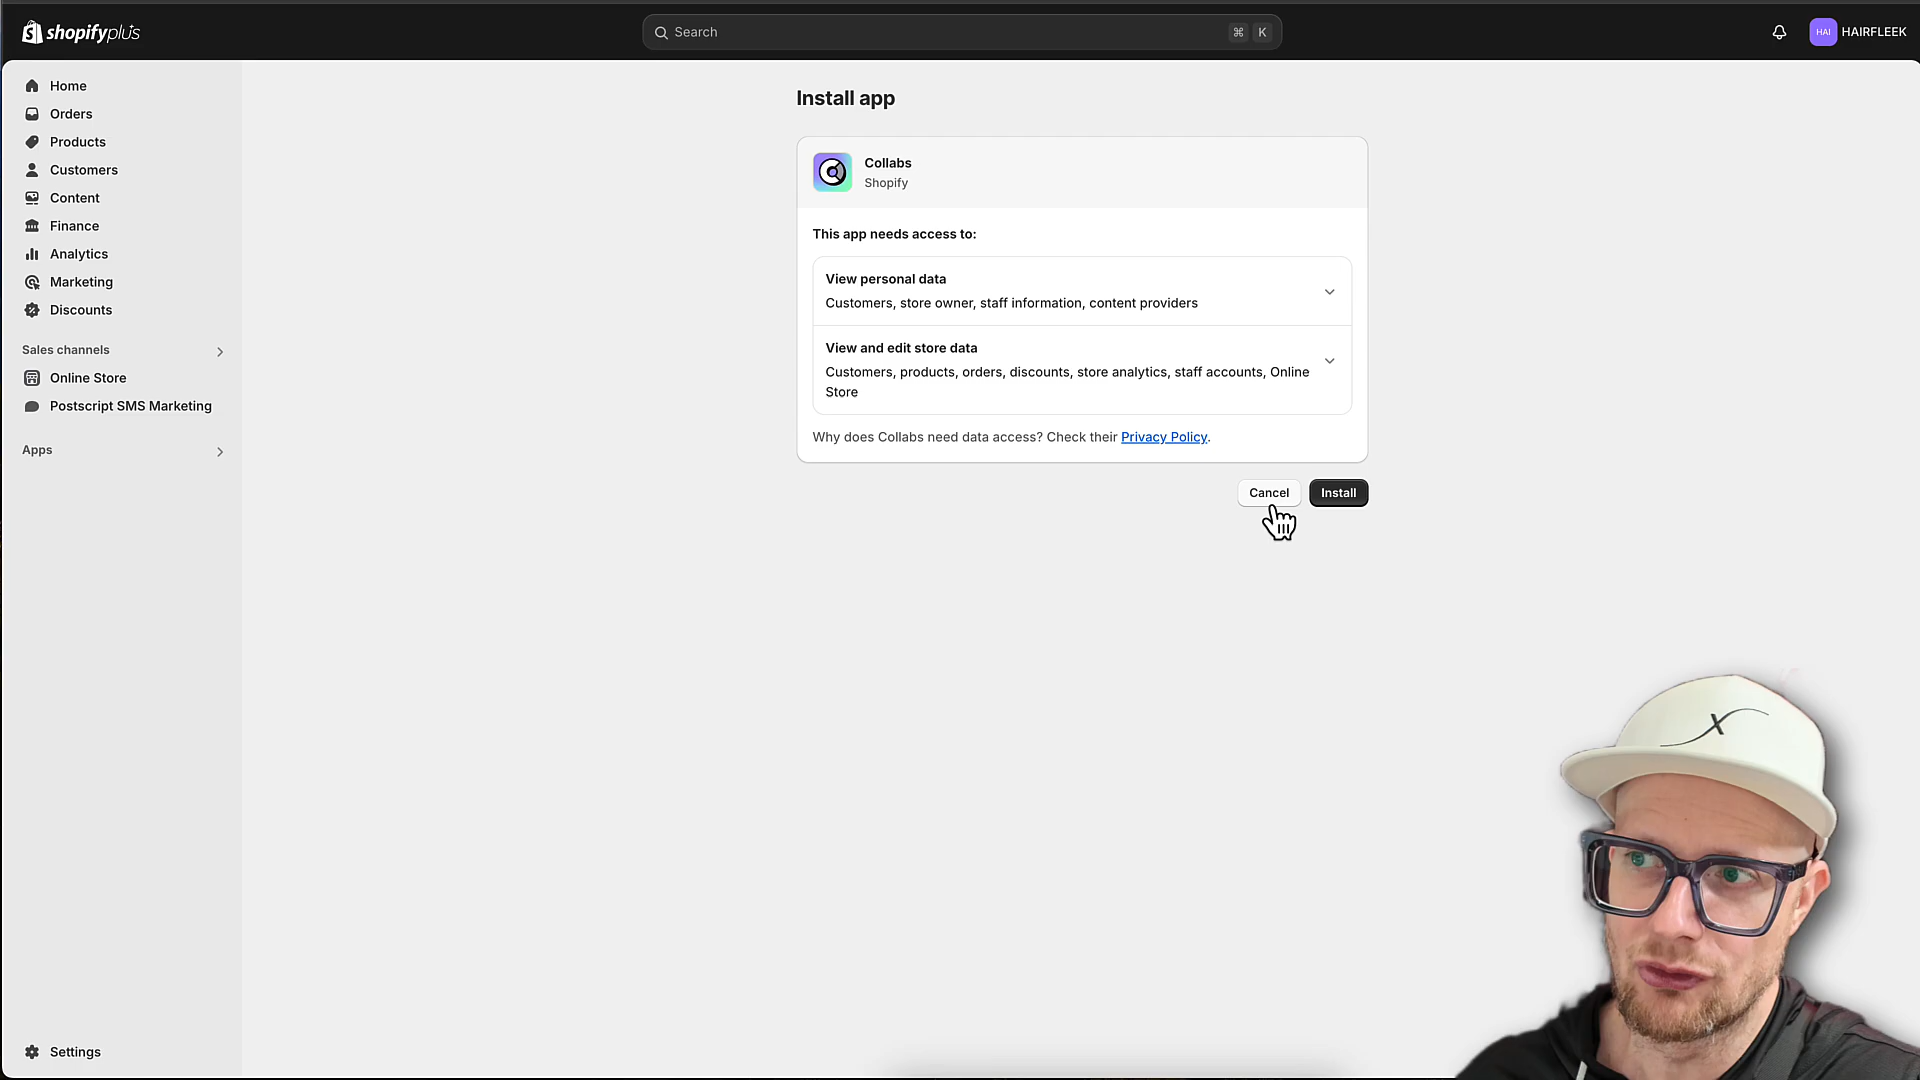 shopifyplus
Search
⌘ K
HAI HAIRFLEEK
Home
Orders
Products
Customers
Content
Finance
Analytics
Marketing
Discounts
Sales channels
Online Store
Postscript SMS Marketing
Apps
Settings
Install app
Collabs
Shopify
This app needs access to:
View personal data
Customers, store owner, staff information, content providers
View and edit store data
Customers, products, orders, discounts, store analytics, staff accounts, Online
Store
Why does Collabs need data access? Check their Privacy Policy.
Cancel
Install
X